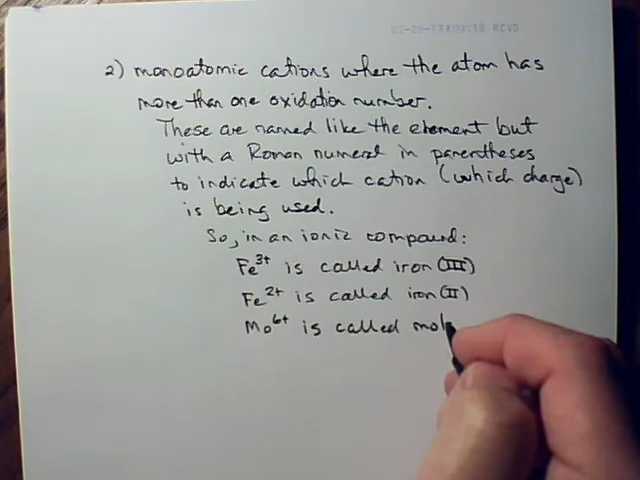 2) monoatomic cations where the atom has
more than one oxidation number.
These are named like the element but
with a Roman numeral in parentheses
to indicate which cation (which charge)
is being used.
So, in an ionic compound:
Fe³⁺ is called iron (III)
Fe²⁺ is called iron (II)
Mo⁶⁺ is called mol